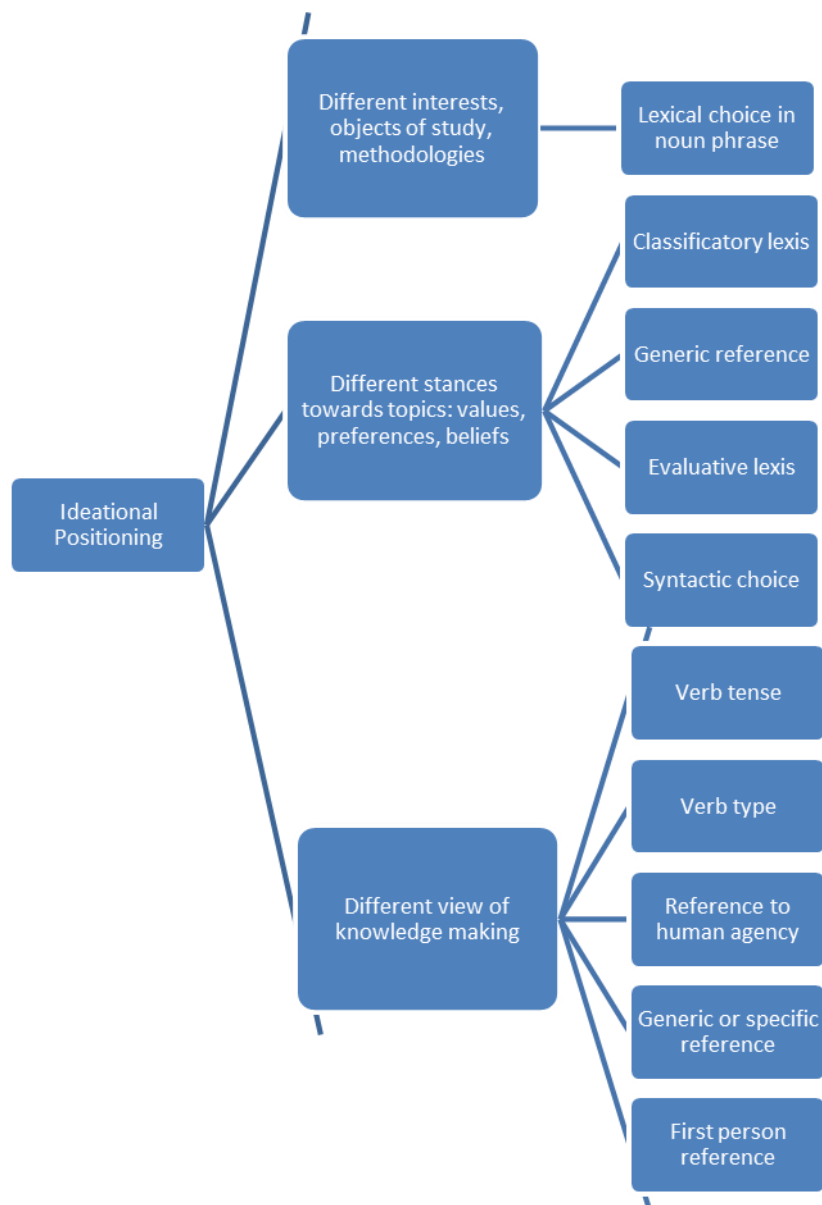 Ideational
Positioning
Different interests,
objects of study,
methodologies
Lexical choice in
noun phrase
Different stances
towards topics: values,
preferences, beliefs
Classificatory lexis
Generic reference
Evaluative lexis
Syntactic choice
Different view of
knowledge making
Verb tense
Verb type
Reference to
human agency
Generic or specific
reference
First person
reference